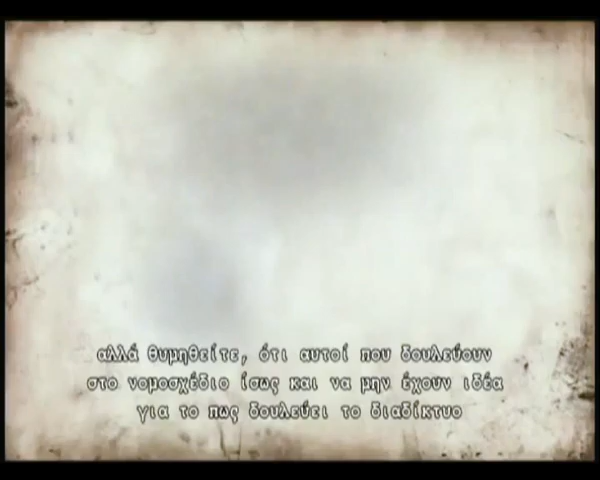 αλλά θυμηθείτε, ότι αυτοί που δουλεύουν
στο νομοσχέδιο ίσως και να μην έχουν ιδέα
για το πως δουλεύει το διαδίκτυο